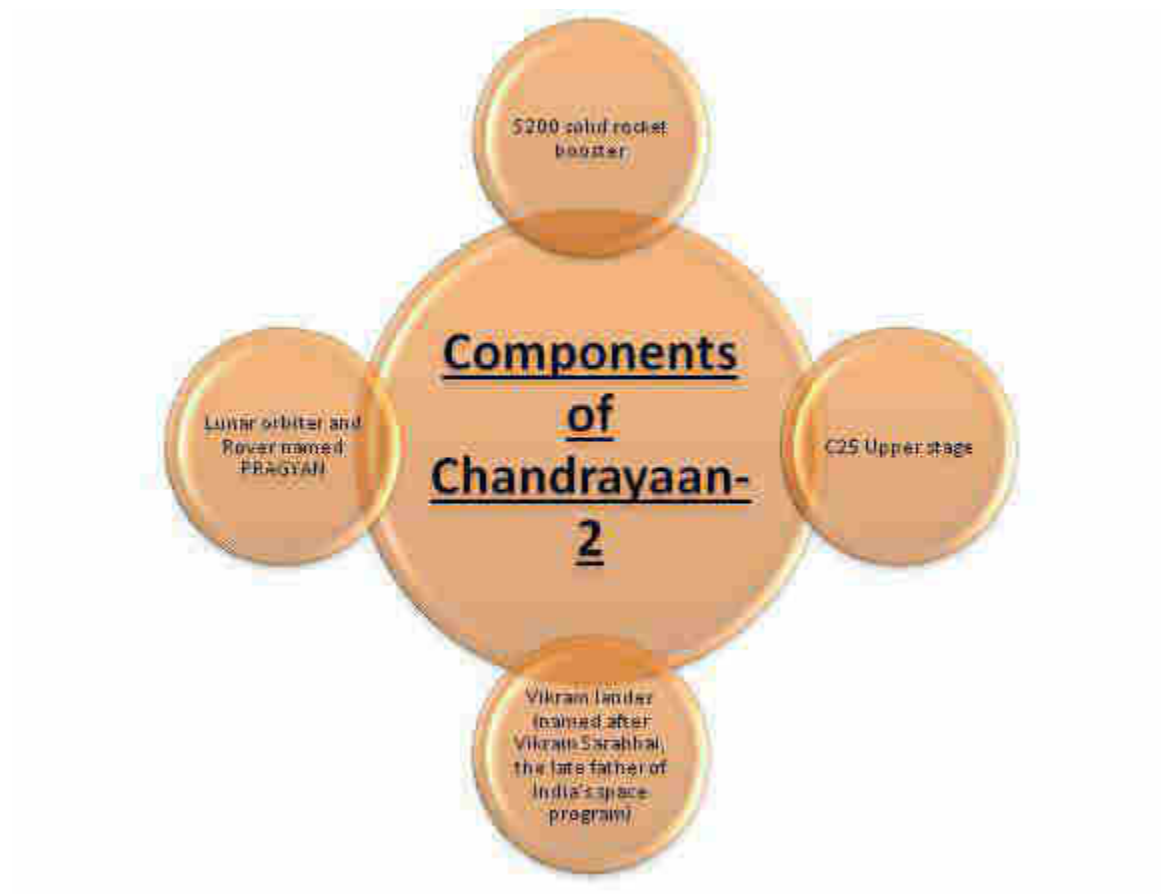 S200 solid rocket
booster
Components
of
Chandrayaan-
2
Lunar orbiter and
Rover named
PRAGYAN
C25 Upper stage
Vikram lander
(named after
Vikram Sarabhai,
the late father of
India's space
program)